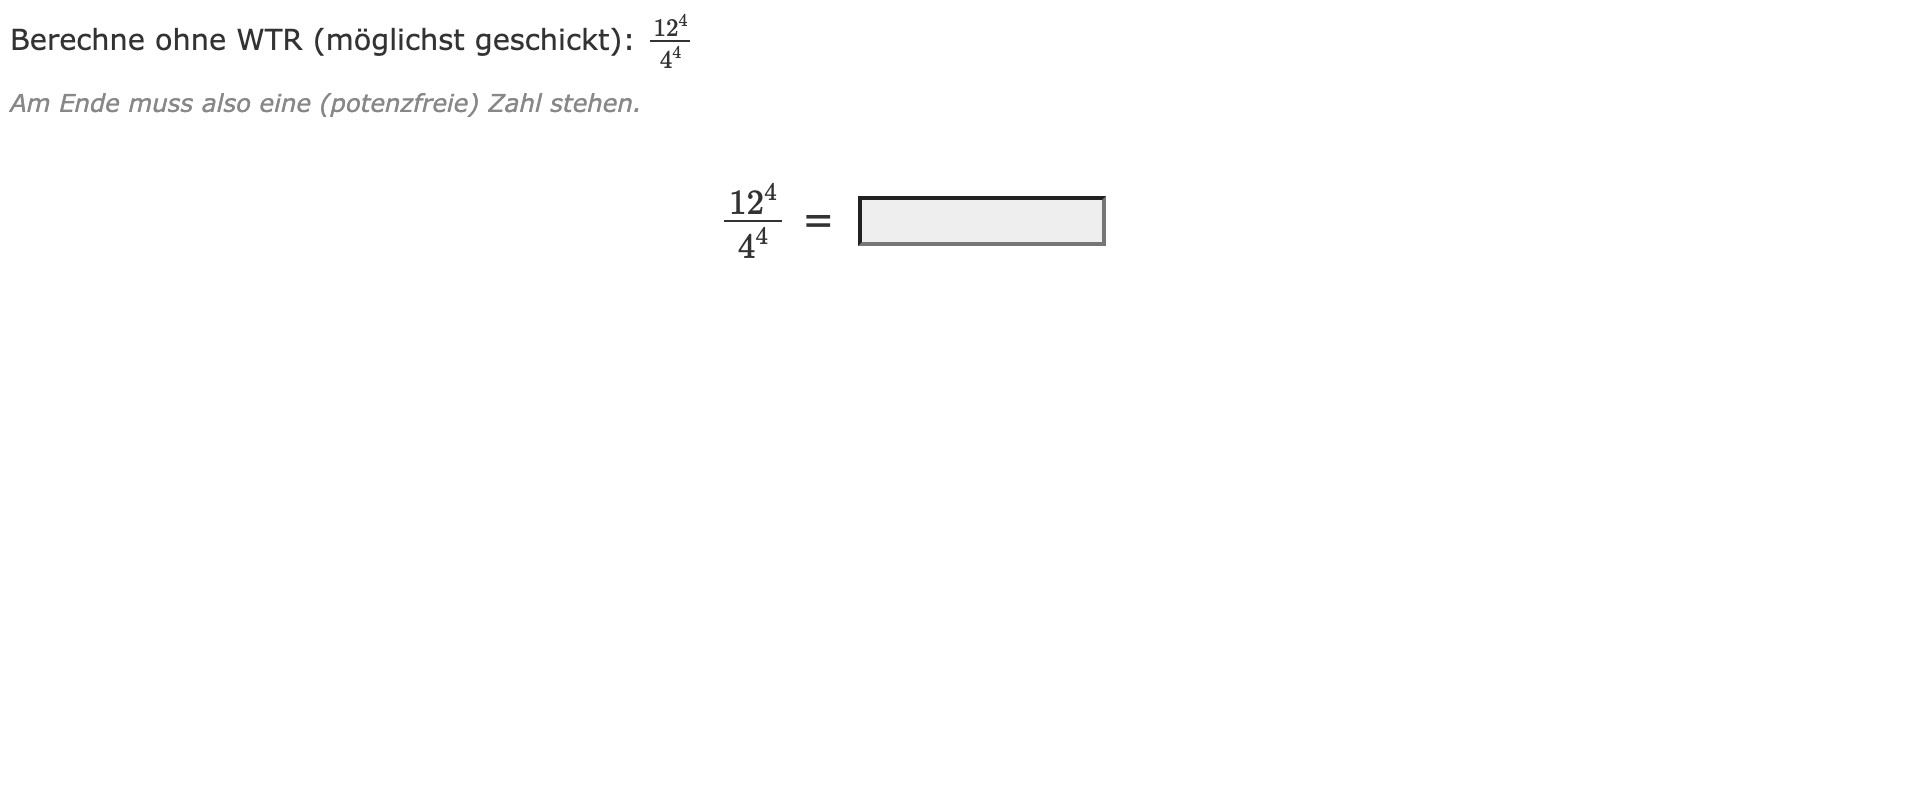 Berechne ohne WTR (möglichst geschickt): $\frac{12^4}{4^4}$
Am Ende muss also eine (potenzfreie) Zahl stehen.
$\frac{12^4}{4^4}$ =